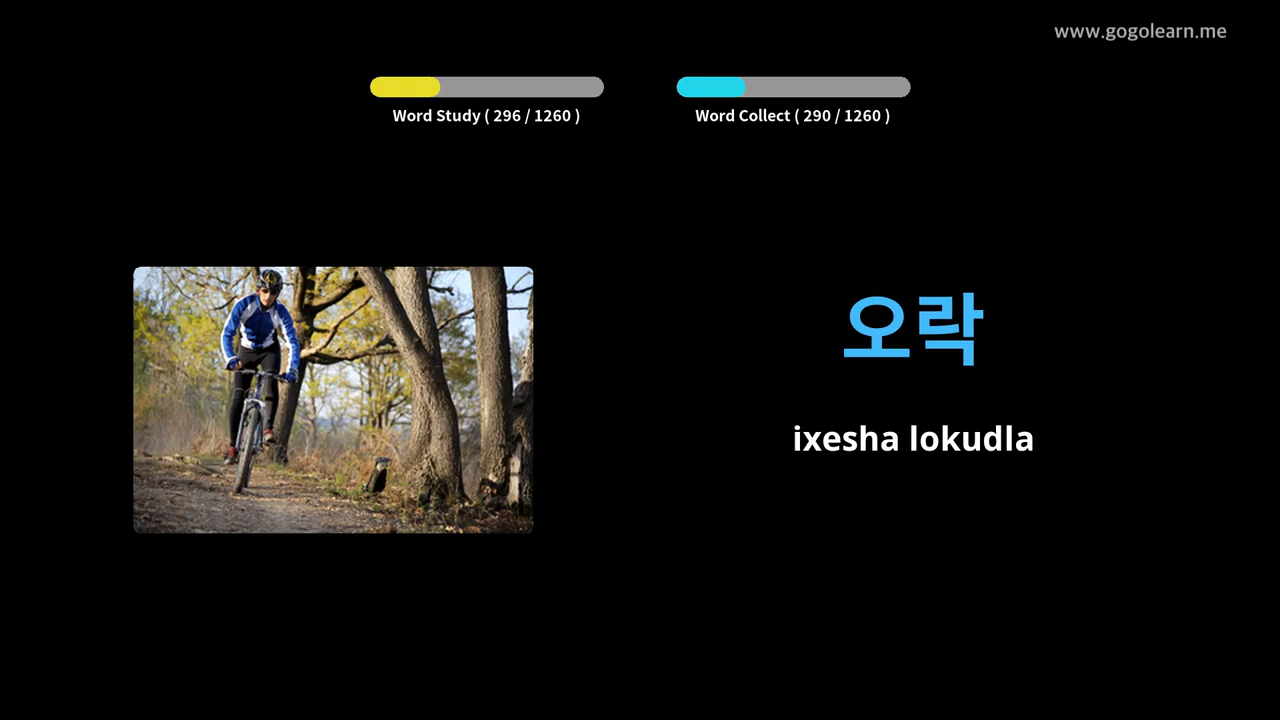 www.gogolearn.me
Word Study ( 296 / 1260 )
Word Collect ( 290 / 1260 )
오락
ixesha lokudla